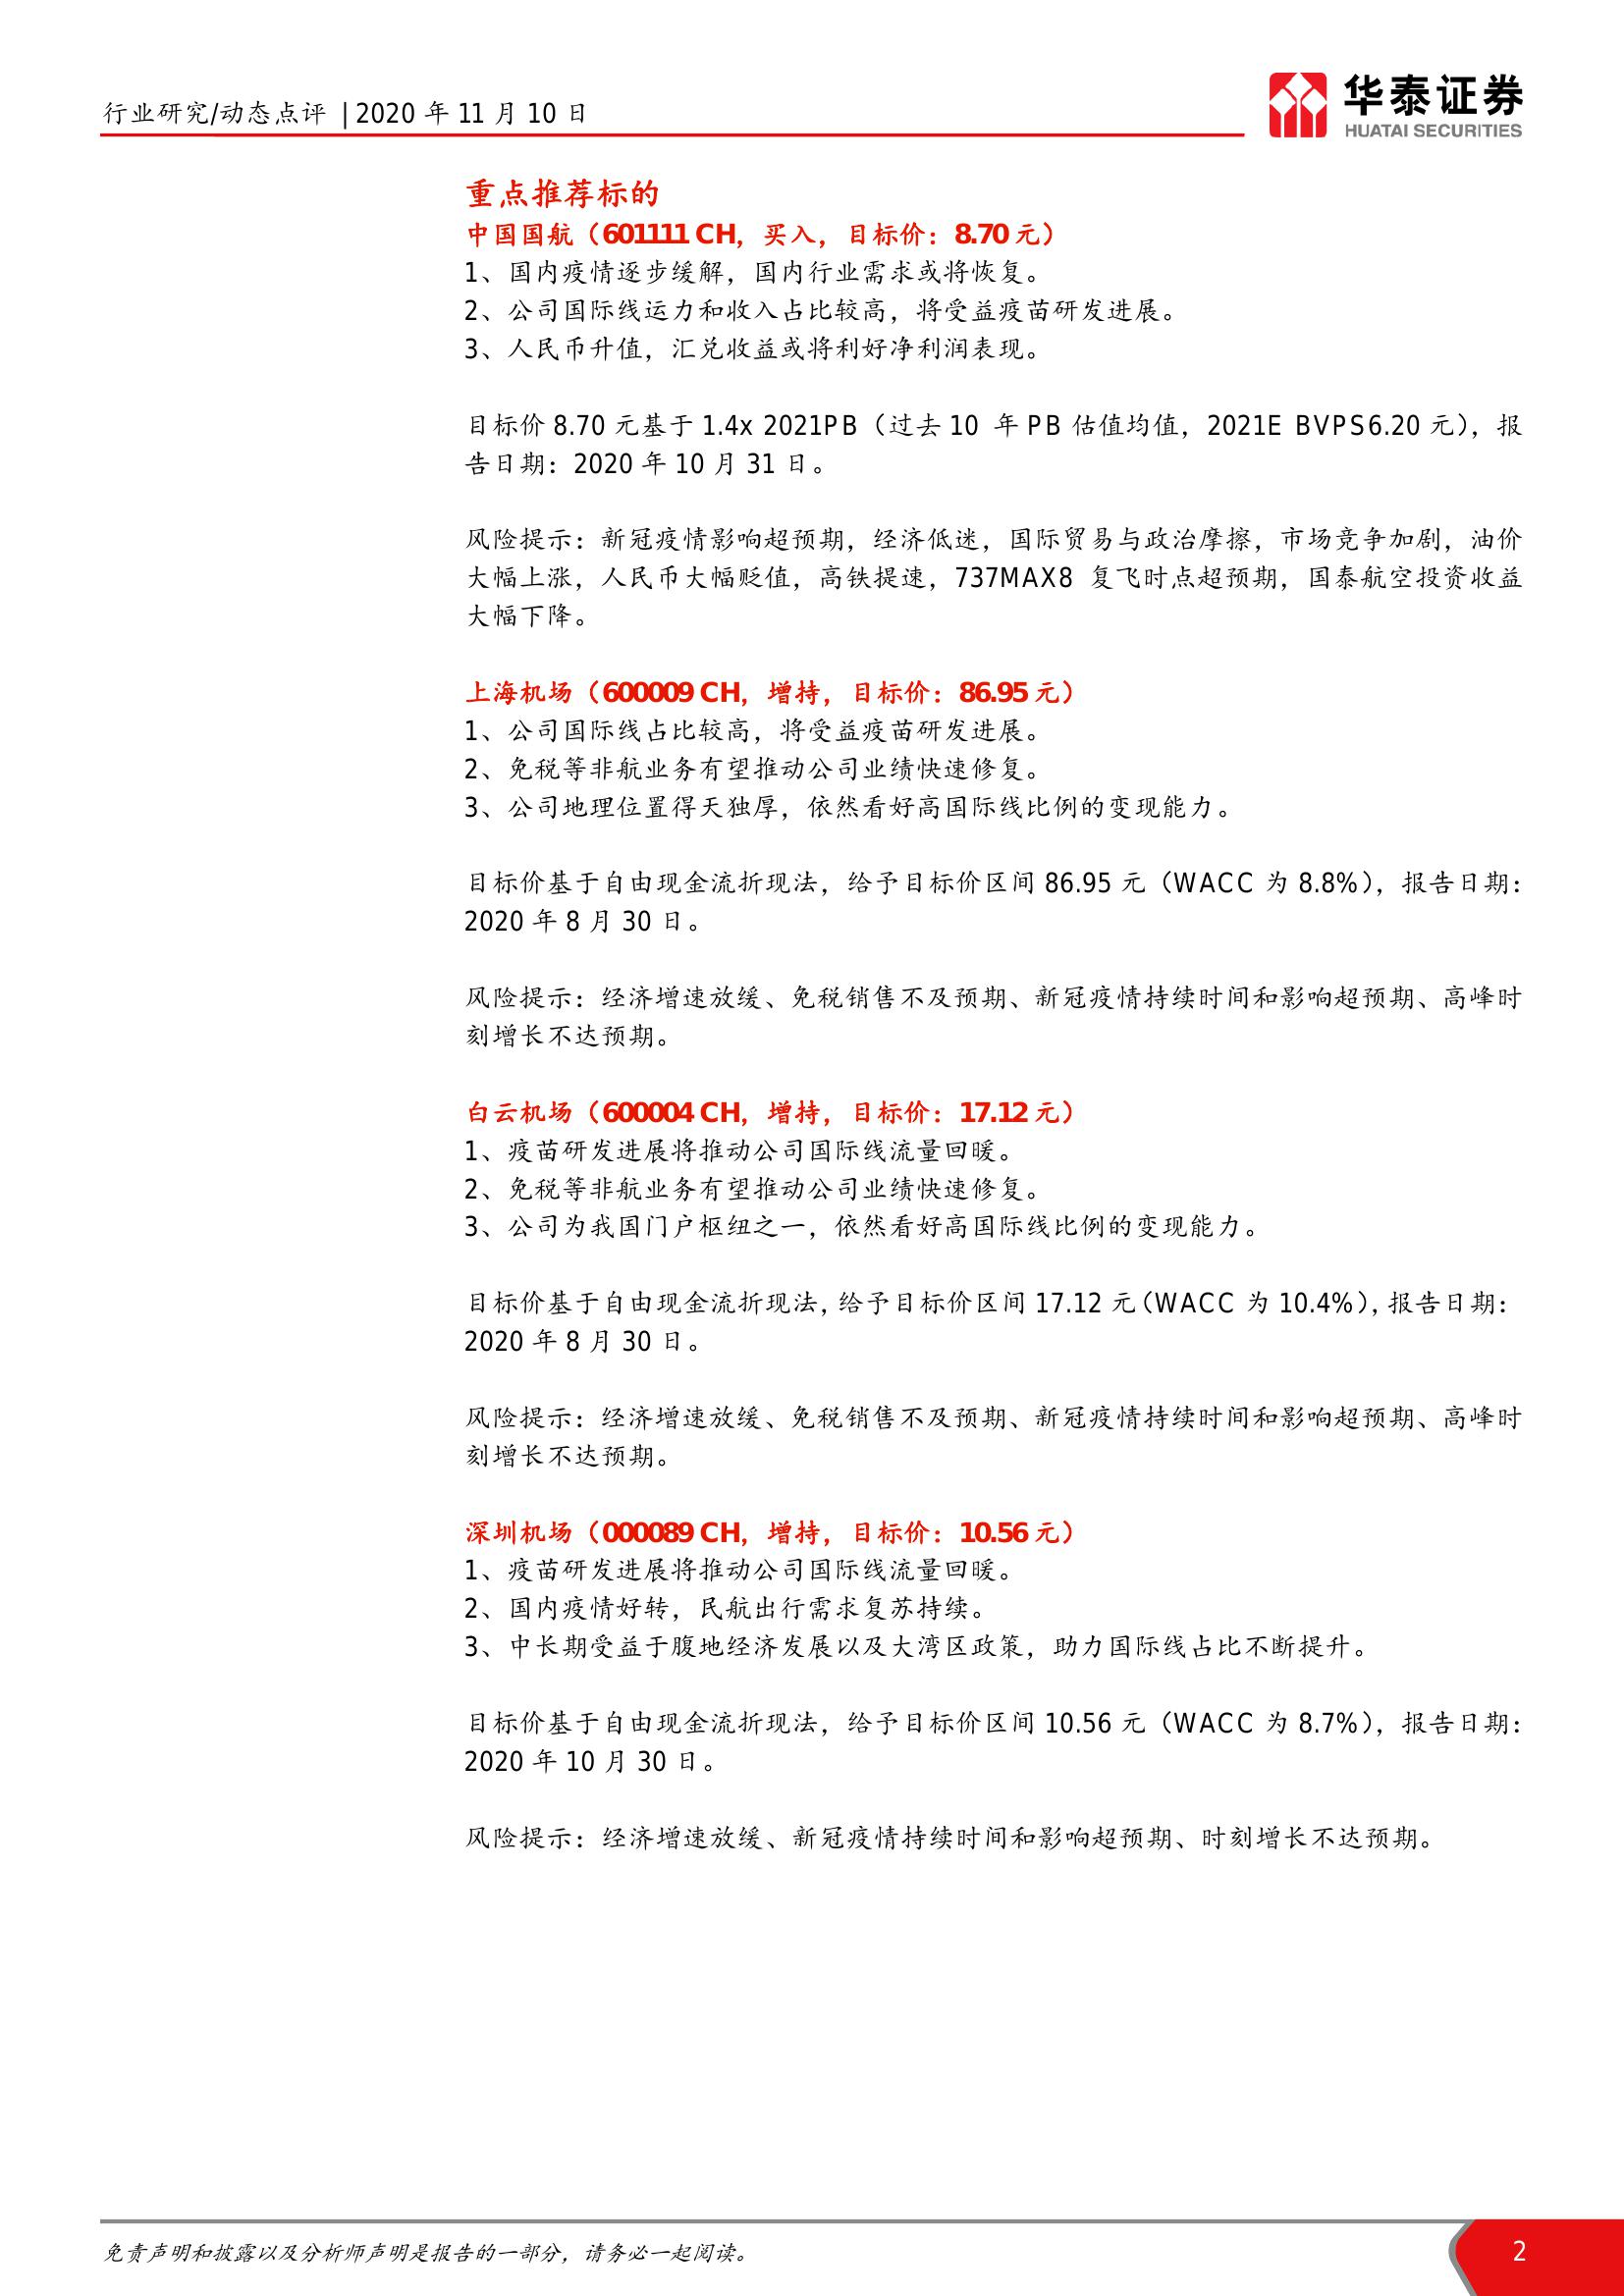 行业研究/动态点评 | 2020 年 11 月 10 日
华泰证券
HUATAI SECURITIES
重点推荐标的
中国国航（601111 CH，买入，目标价：8.70 元）
1、国内疫情逐步缓解，国内行业需求或将恢复。
2、公司国际线运力和收入占比较高，将受益疫苗研发进展。
3、人民币升值，汇兑收益或将利好净利润表现。
目标价 8.70 元基于 1.4x 2021PB（过去 10 年 PB 估值均值，2021E BVPS6.20 元），报
告日期：2020 年 10 月 31 日。
风险提示：新冠疫情影响超预期，经济低迷，国际贸易与政治摩擦，市场竞争加剧，油价
大幅上涨，人民币大幅贬值，高铁提速，737MAX8 复飞时点超预期，国泰航空投资收益
大幅下降。
上海机场（600009 CH，增持，目标价：86.95 元）
1、公司国际线占比较高，将受益疫苗研发进展。
2、免税等非航业务有望推动公司业绩快速修复。
3、公司地理位置得天独厚，依然看好高国际线比例的变现能力。
目标价基于自由现金流折现法，给予目标价区间 86.95 元（WACC 为 8.8%），报告日期：
2020 年 8 月 30 日。
风险提示：经济增速放缓、免税销售不及预期、新冠疫情持续时间和影响超预期、高峰时
刻增长不达预期。
白云机场（600004 CH，增持，目标价：17.12 元）
1、疫苗研发进展将推动公司国际线流量回暖。
2、免税等非航业务有望推动公司业绩快速修复。
3、公司为我国门户枢纽之一，依然看好高国际线比例的变现能力。
目标价基于自由现金流折现法，给予目标价区间 17.12 元（WACC 为 10.4%），报告日期：
2020 年 8 月 30 日。
风险提示：经济增速放缓、免税销售不及预期、新冠疫情持续时间和影响超预期、高峰时
刻增长不达预期。
深圳机场（000089 CH，增持，目标价：10.56 元）
1、疫苗研发进展将推动公司国际线流量回暖。
2、国内疫情好转，民航出行需求复苏持续。
3、中长期受益于腹地经济发展以及大湾区政策，助力国际线占比不断提升。
目标价基于自由现金流折现法，给予目标价区间 10.56 元（WACC 为 8.7%），报告日期：
2020 年 10 月 30 日。
风险提示：经济增速放缓、新冠疫情持续时间和影响超预期、时刻增长不达预期。
免责声明和披露以及分析师声明是报告的一部分，请务必一起阅读。
2